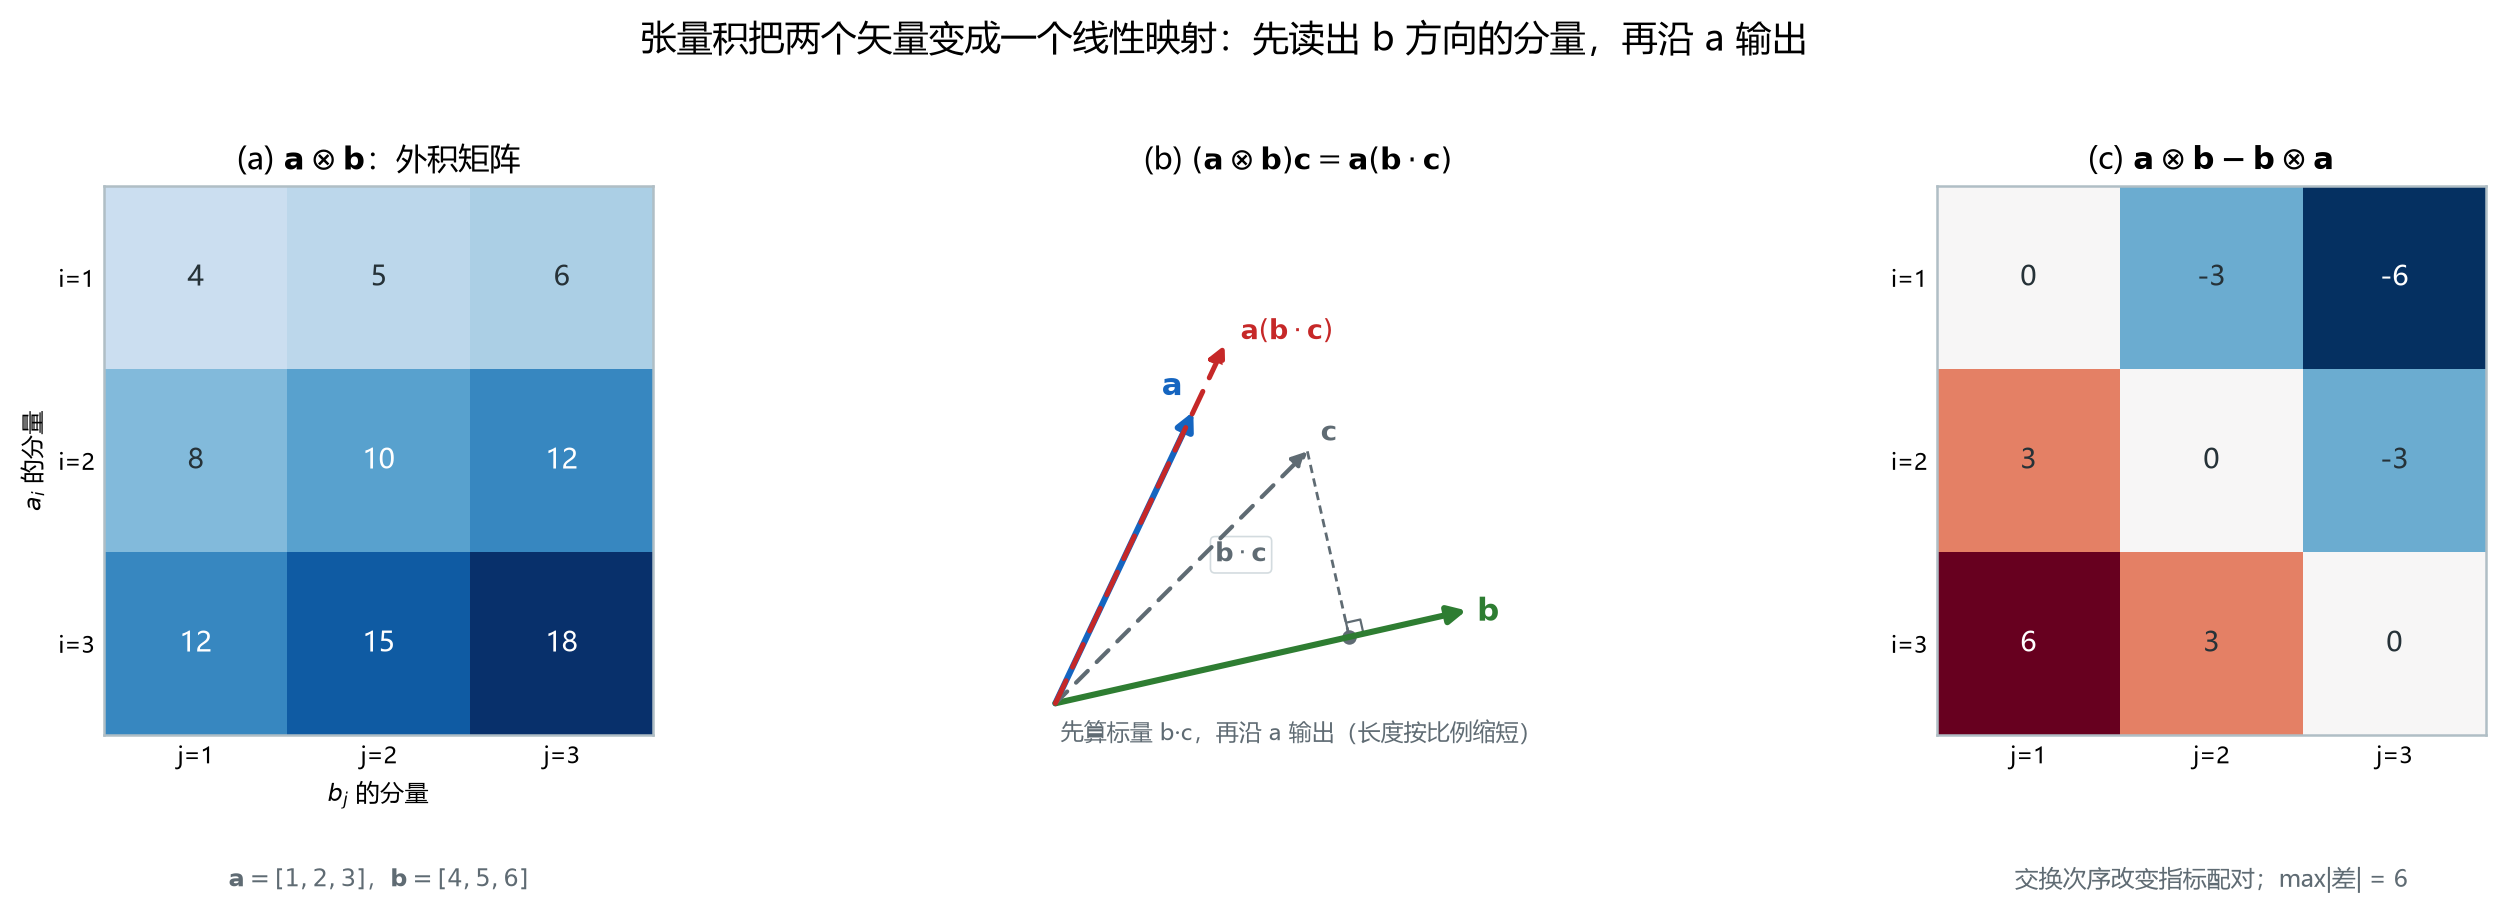 张量积把两个矢量变成一个线性映射：先读出 b 方向的分量，再沿 a 输出
(a) a ⊗ b：外积矩阵
4 5 6
8 10 12
12 15 18
i=1
i=2
i=3
j=1 j=2 j=3
a_i 的分量
b_j 的分量
a = [1, 2, 3], b = [4, 5, 6]
(b) (a ⊗ b)c = a(b · c)
a(b · c)
a
c
b · c
b
先算标量 b·c，再沿 a 输出（长度按比例缩短）
(c) a ⊗ b − b ⊗ a
0 -3 -6
3 0 -3
6 3 0
i=1
i=2
i=3
j=1 j=2 j=3
交换次序改变指标配对；max|差| = 6